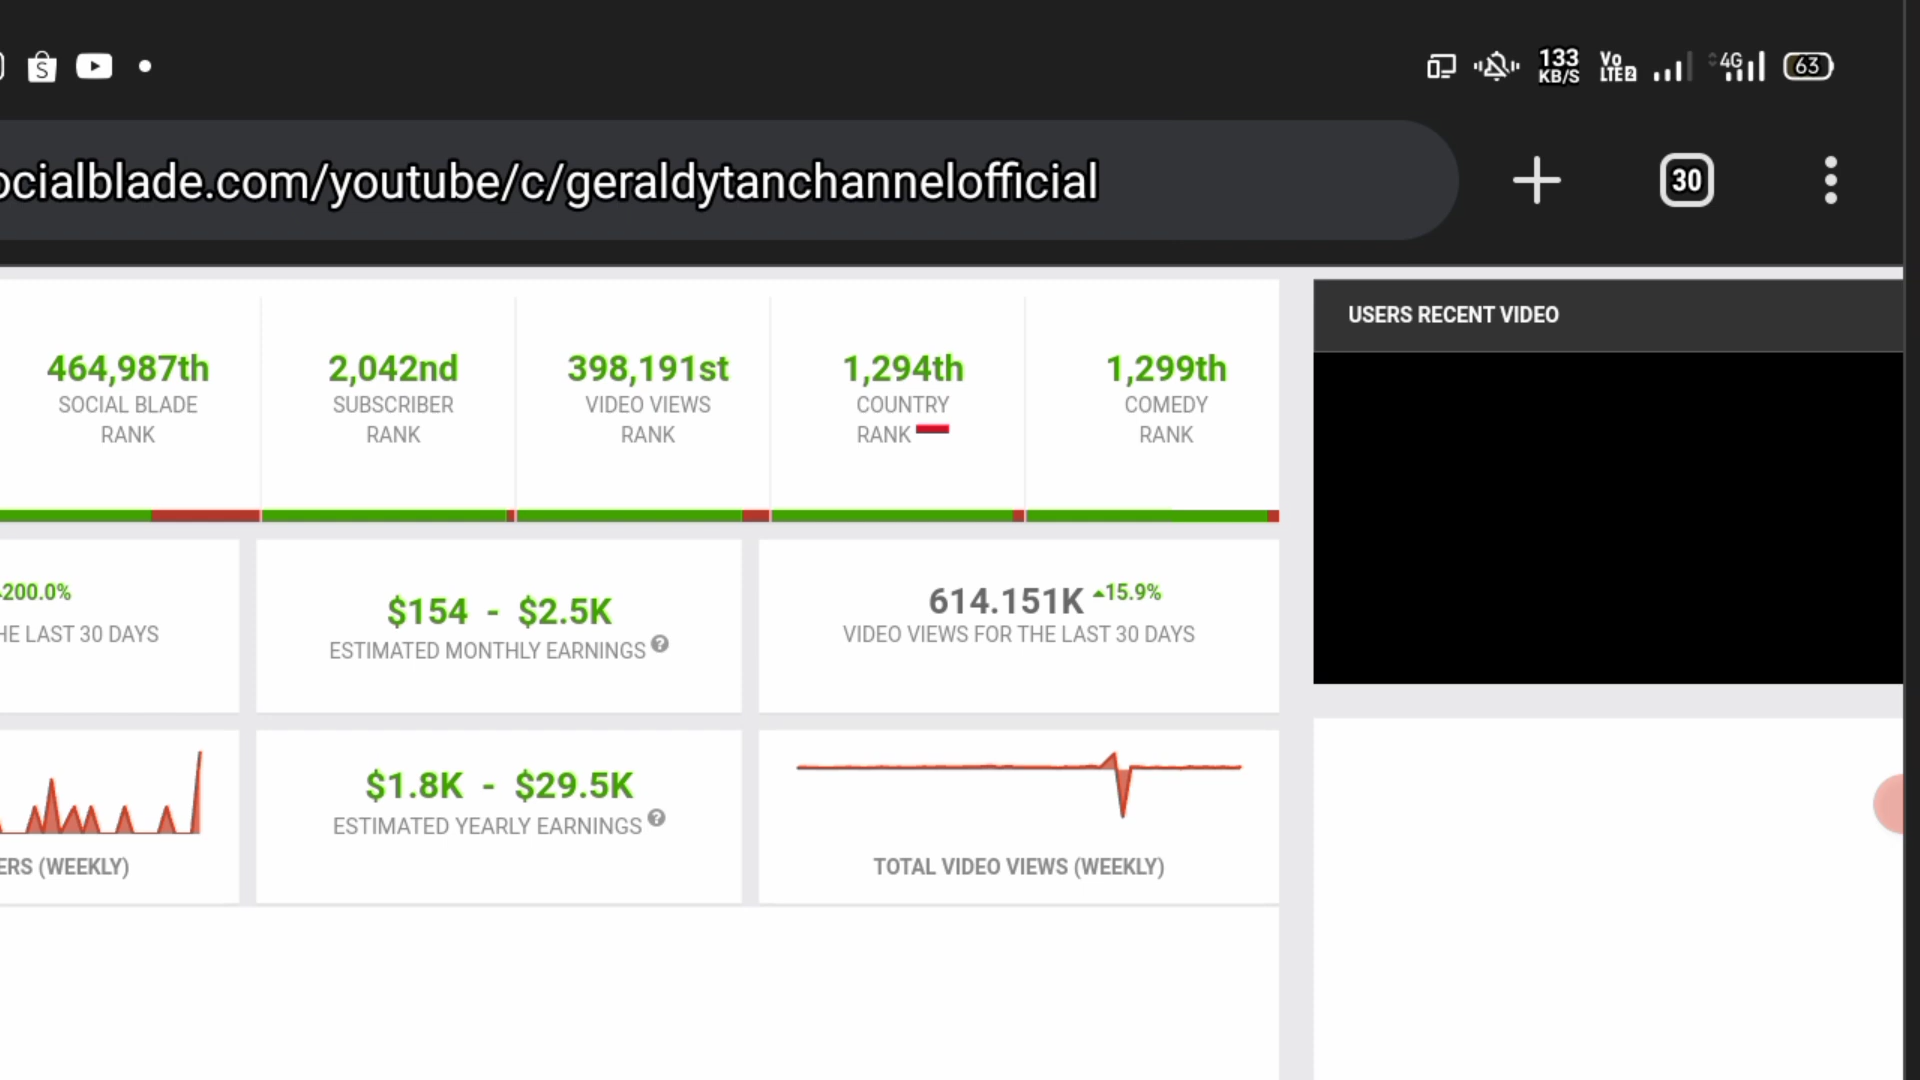 S
133
KB/S
Vo
LTE2
4G
63
ocialblade.com/youtube/c/geraldytanchannelofficial
30
464,987th
SOCIAL BLADE
RANK
2,042nd
SUBSCRIBER
RANK
398,191st
VIDEO VIEWS
RANK
1,294th
COUNTRY
RANK
1,299th
COMEDY
RANK
USERS RECENT VIDEO
200.0%
HE LAST 30 DAYS
$154 - $2.5K
ESTIMATED MONTHLY EARNINGS ?
614.151K 15.9%
VIDEO VIEWS FOR THE LAST 30 DAYS
ERS (WEEKLY)
$1.8K - $29.5K
ESTIMATED YEARLY EARNINGS ?
TOTAL VIDEO VIEWS (WEEKLY)